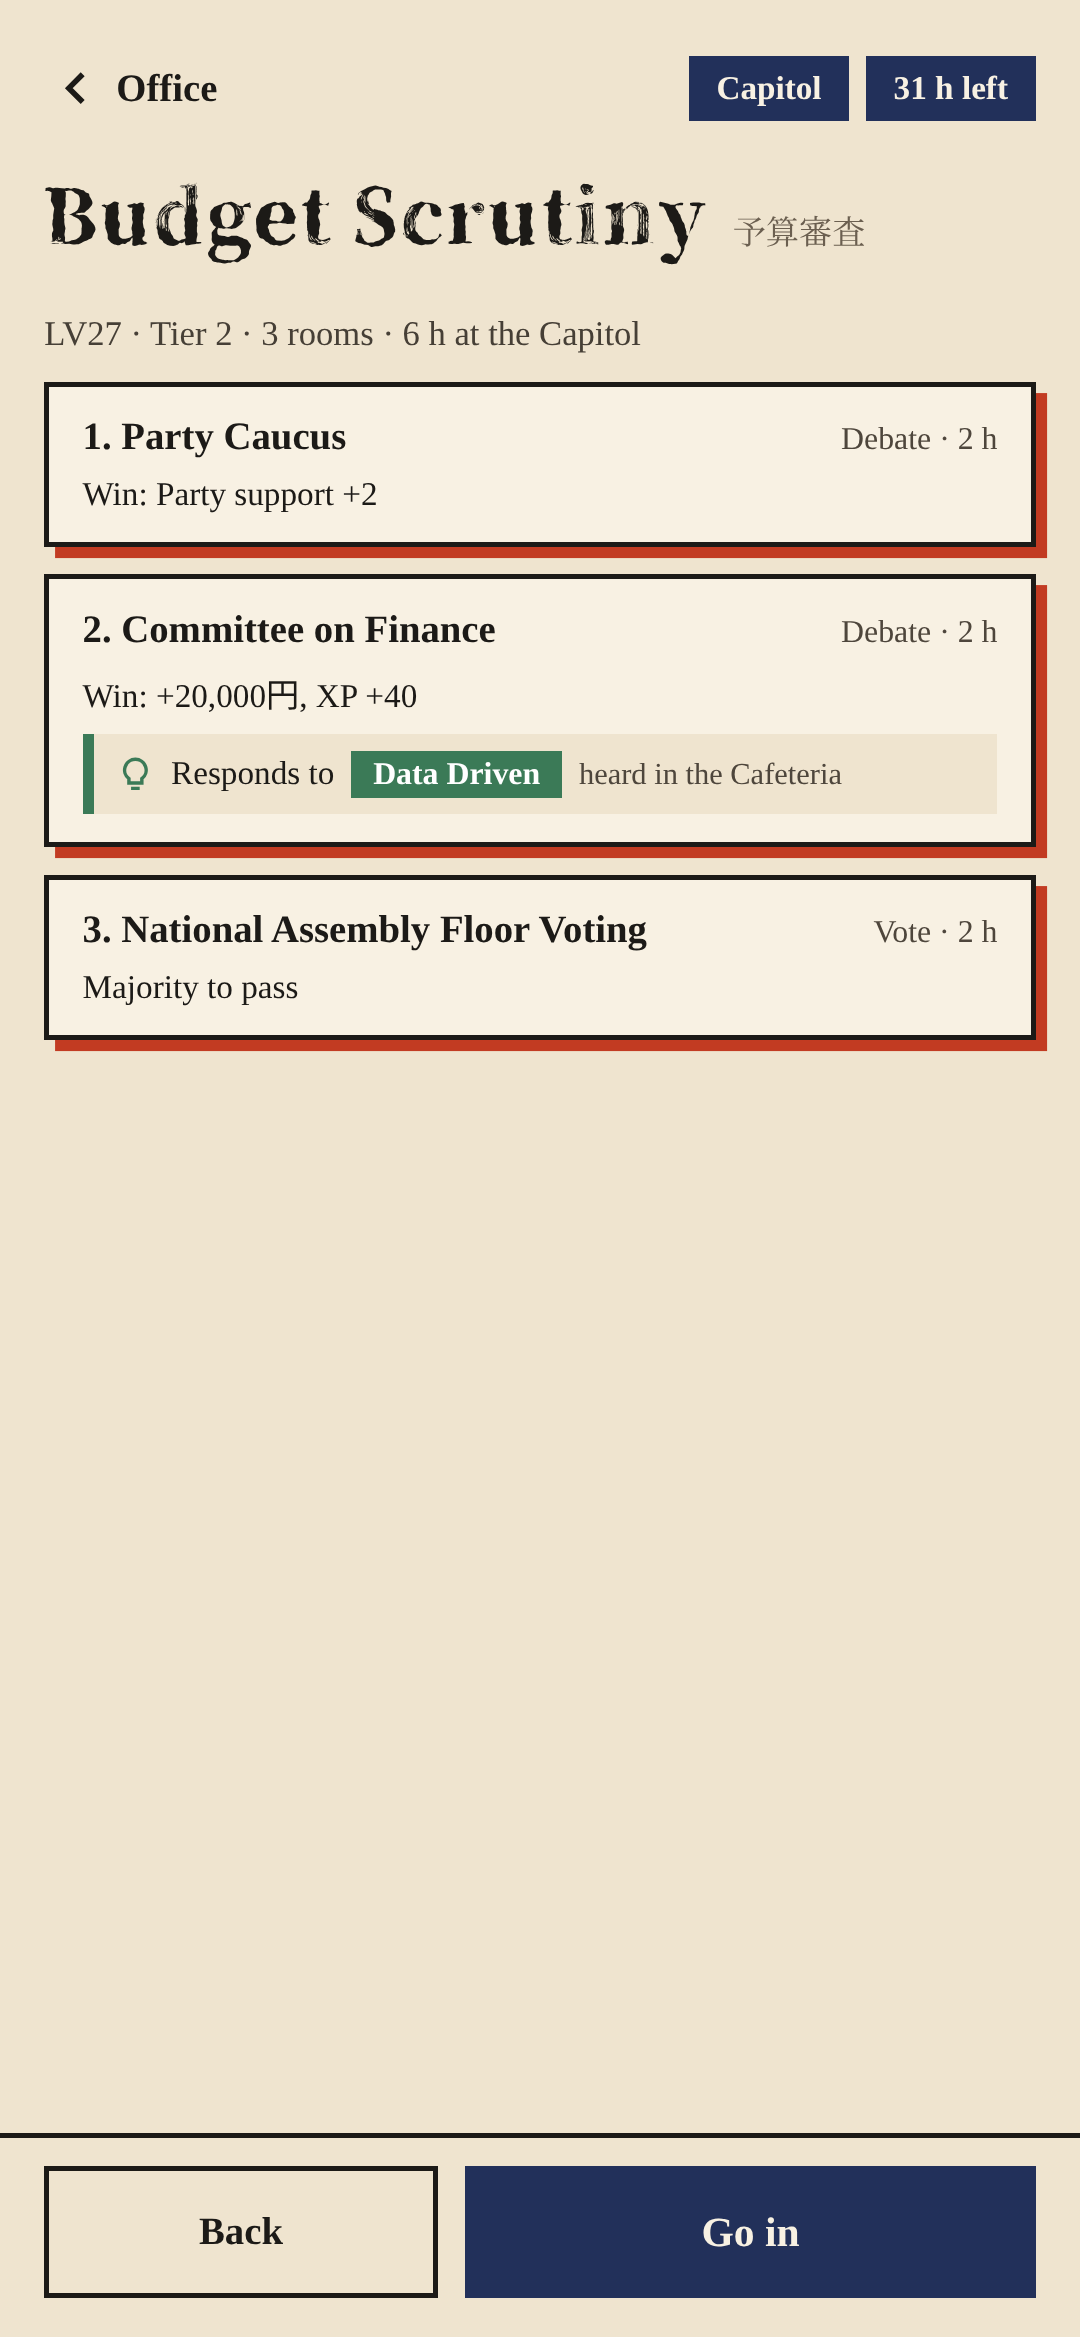 Office
Capitol
31 h left
Budget Scrutiny 予算審査
LV27 · Tier 2 · 3 rooms · 6 h at the Capitol
1. Party Caucus
Debate · 2 h
Win: Party support +2
2. Committee on Finance
Debate · 2 h
Win: +20,000円, XP +40
Responds to Data Driven heard in the Cafeteria
3. National Assembly Floor Voting
Vote · 2 h
Majority to pass
Back
Go in